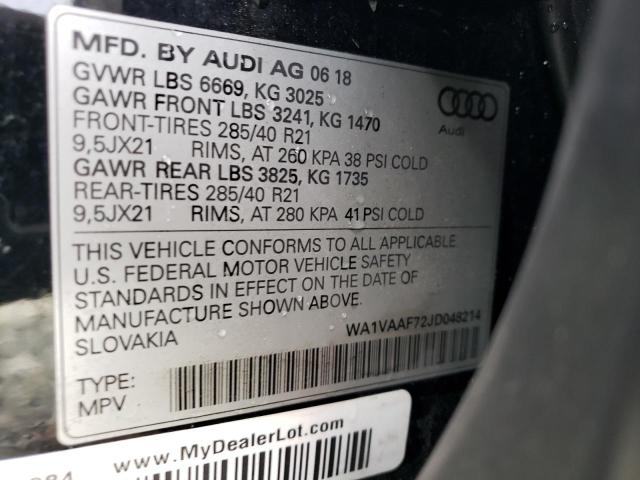 MFD. BY AUDI AG 06 18
GVWR LBS 6669, KG 3025
GAWR FRONT LBS 3241, KG 1470
FRONT-TIRES 285/40 R21
9,5JX21 RIMS, AT 260 KPA 38 PSI COLD
GAWR REAR LBS 3825, KG 1735
REAR-TIRES 285/40 R21
9,5JX21 RIMS, AT 280 KPA 41 PSI COLD
Audi
THIS VEHICLE CONFORMS TO ALL APPLICABLE
U.S. FEDERAL MOTOR VEHICLE SAFETY
STANDARDS IN EFFECT ON THE DATE OF
MANUFACTURE SHOWN ABOVE.
SLOVAKIA
WA1VAAF72JD048214
TYPE:
MPV
www.MyDealerLot.com